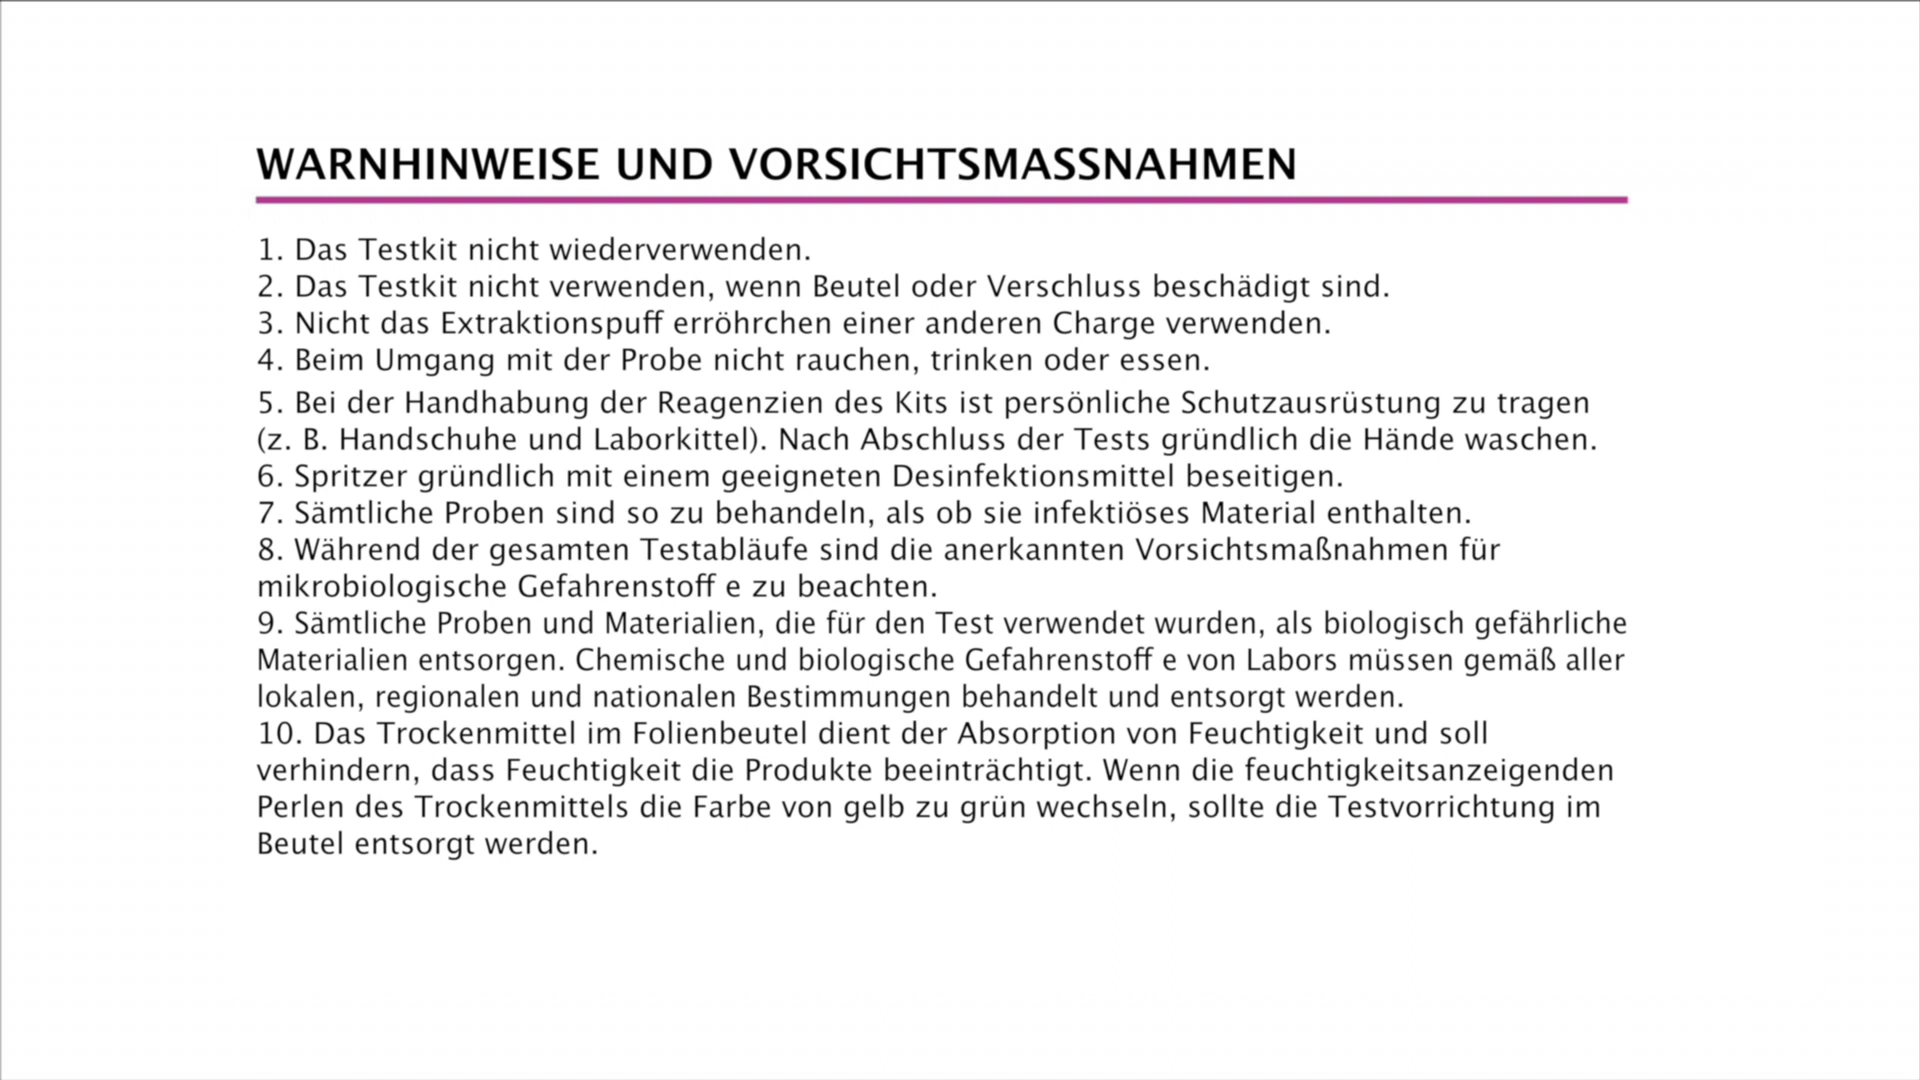 WARNHINWEISE UND VORSICHTSMASSNAHMEN
1. Das Testkit nicht wiederverwenden.
2. Das Testkit nicht verwenden, wenn Beutel oder Verschluss beschädigt sind.
3. Nicht das Extraktionspuff erröhrchen einer anderen Charge verwenden.
4. Beim Umgang mit der Probe nicht rauchen, trinken oder essen.
5. Bei der Handhabung der Reagenzien des Kits ist persönliche Schutzausrüstung zu tragen
(z. B. Handschuhe und Laborkittel). Nach Abschluss der Tests gründlich die Hände waschen.
6. Spritzer gründlich mit einem geeigneten Desinfektionsmittel beseitigen.
7. Sämtliche Proben sind so zu behandeln, als ob sie infektiöses Material enthalten.
8. Während der gesamten Testabläufe sind die anerkannten Vorsichtsmaßnahmen für
mikrobiologische Gefahrenstoff e zu beachten.
9. Sämtliche Proben und Materialien, die für den Test verwendet wurden, als biologisch gefährliche
Materialien entsorgen. Chemische und biologische Gefahrenstoff e von Labors müssen gemäß aller
lokalen, regionalen und nationalen Bestimmungen behandelt und entsorgt werden.
10. Das Trockenmittel im Folienbeutel dient der Absorption von Feuchtigkeit und soll
verhindern, dass Feuchtigkeit die Produkte beeinträchtigt. Wenn die feuchtigkeitsanzeigenden
Perlen des Trockenmittels die Farbe von gelb zu grün wechseln, sollte die Testvorrichtung im
Beutel entsorgt werden.